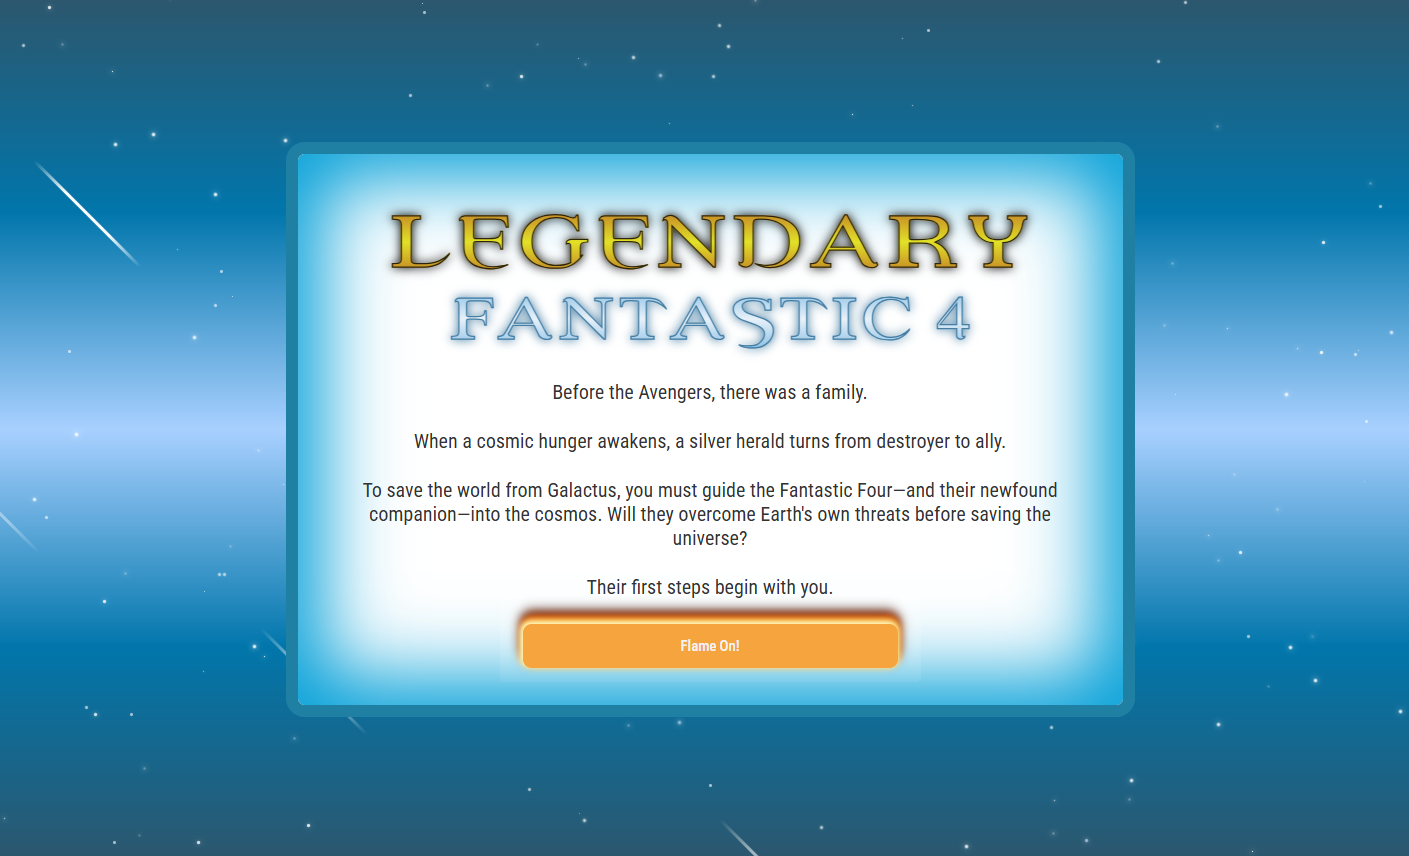 LEGENDARY
FANTASTIC 4
Before the Avengers, there was a family.
When a cosmic hunger awakens, a silver herald turns from destroyer to ally.
To save the world from Galactus, you must guide the Fantastic Four—and their newfound
companion—into the cosmos. Will they overcome Earth's own threats before saving the
universe?
Their first steps begin with you.
Flame On!